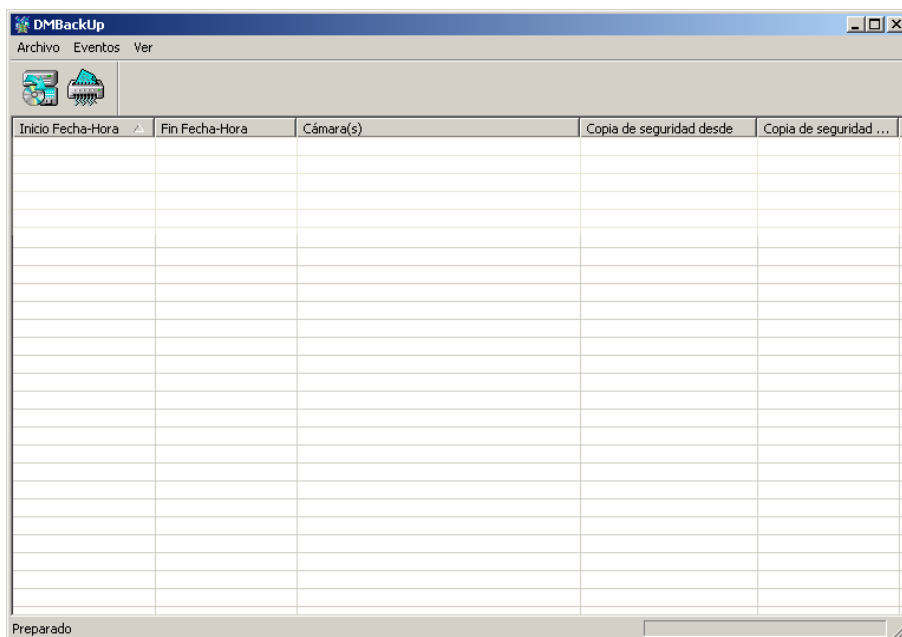 DMBackUp
Archivo Eventos Ver
Inicio Fecha-Hora Fin Fecha-Hora Cámara(s) Copia de seguridad desde Copia de seguridad ...
Preparado